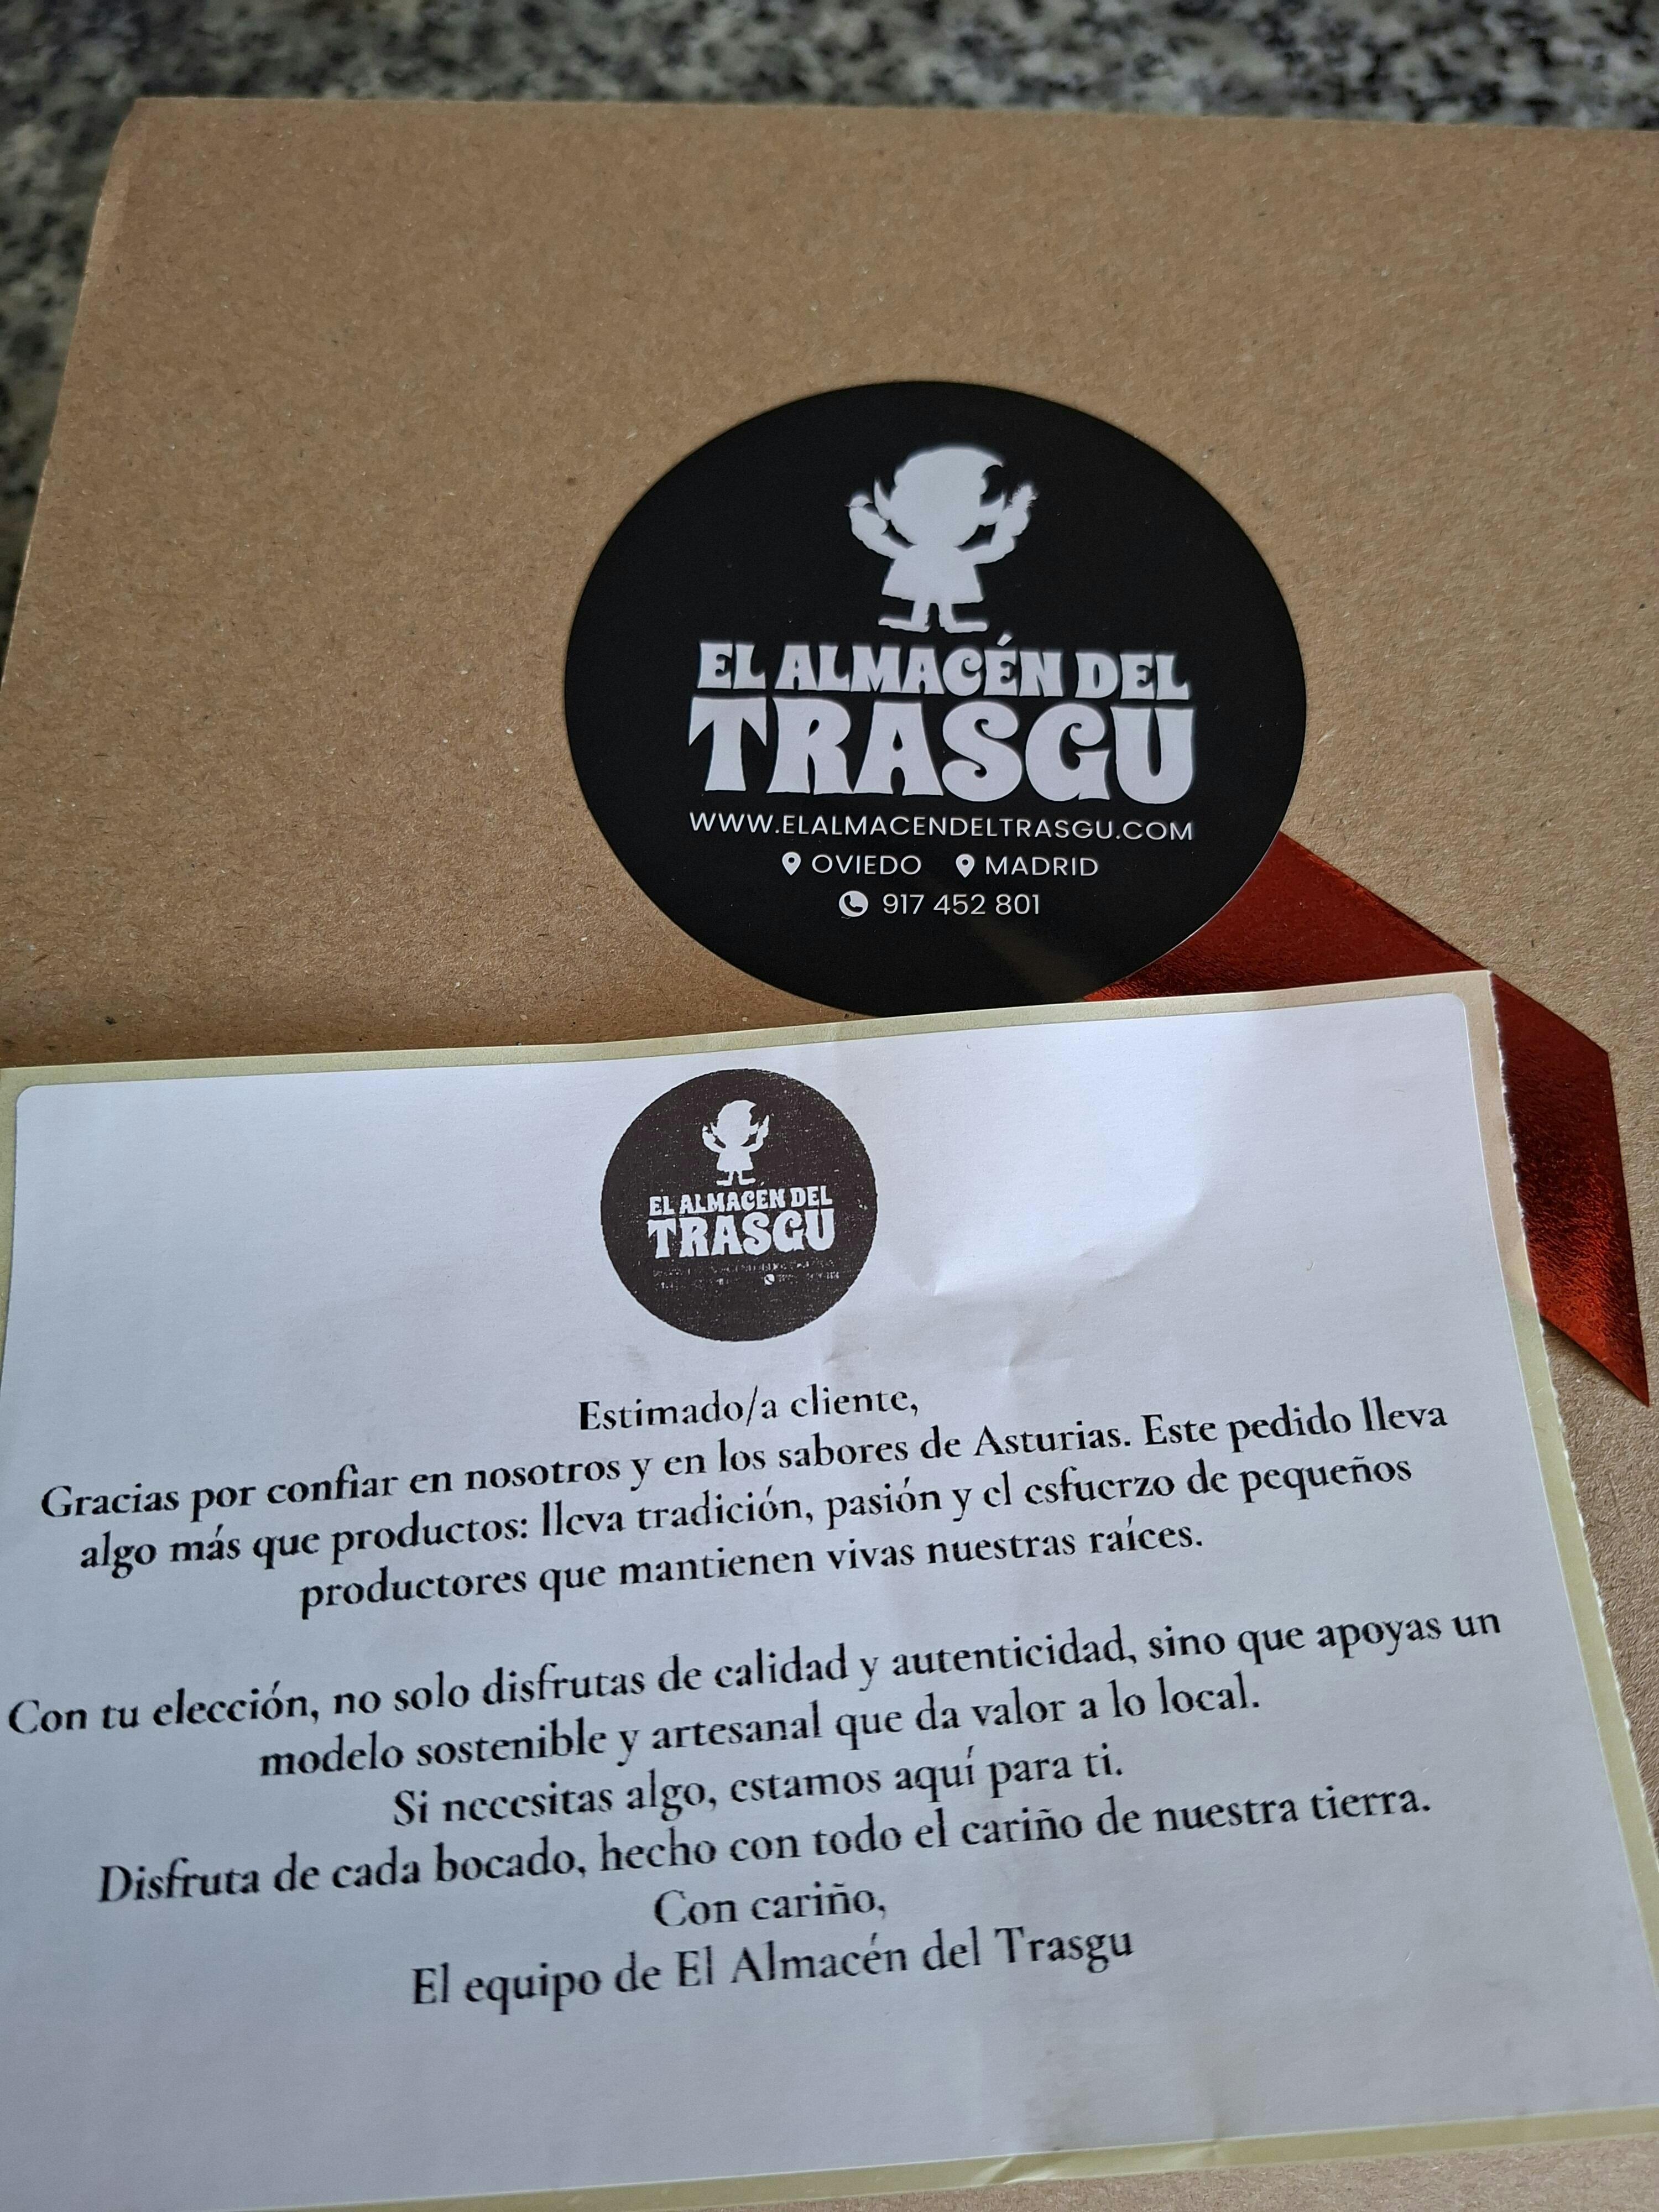 EL ALMACÉN DEL
TRASGU
WWW.ELALMACENDELTRASGU.COM
OVIEDO MADRID
917 452 801
EL ALMACÉN DEL
TRASGU
Estimado/a cliente,
Gracias por confiar en nosotros y en los sabores de Asturias. Este pedido lleva
algo más que productos: lleva tradición, pasión y el esfuerzo de pequeños
productores que mantienen vivas nuestras raíces.
Con tu elección, no solo disfrutas de calidad y autenticidad, sino que apoyas un
modelo sostenible y artesanal que da valor a lo local.
Si necesitas algo, estamos aquí para ti.
Disfruta de cada bocado, hecho con todo el cariño de nuestra tierra.
Con cariño,
El equipo de El Almacén del Trasgu